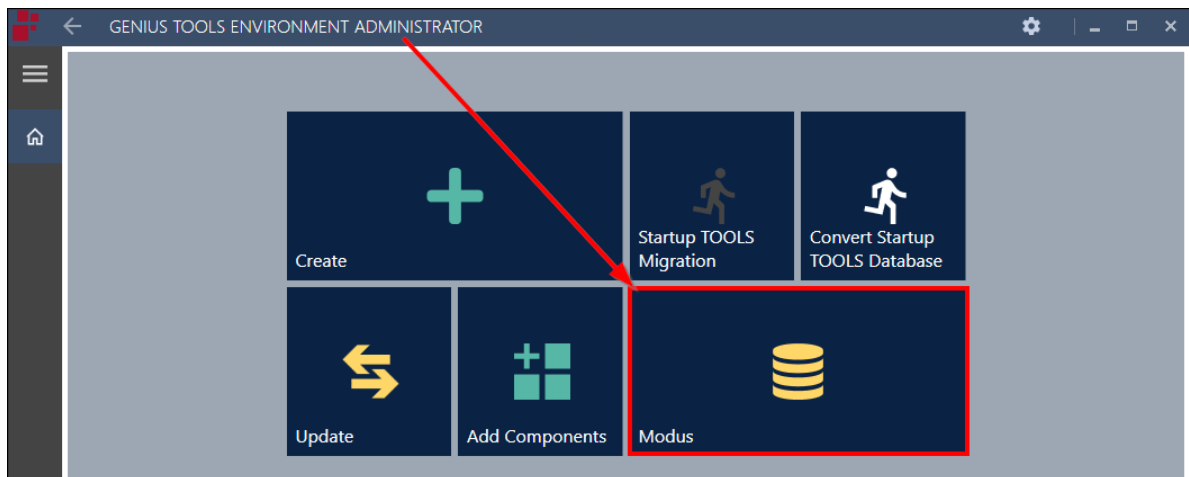 GENIUS TOOLS ENVIRONMENT ADMINISTRATOR
Create
Startup TOOLS
Migration
Convert Startup
TOOLS Database
Update
Add Components
Modus